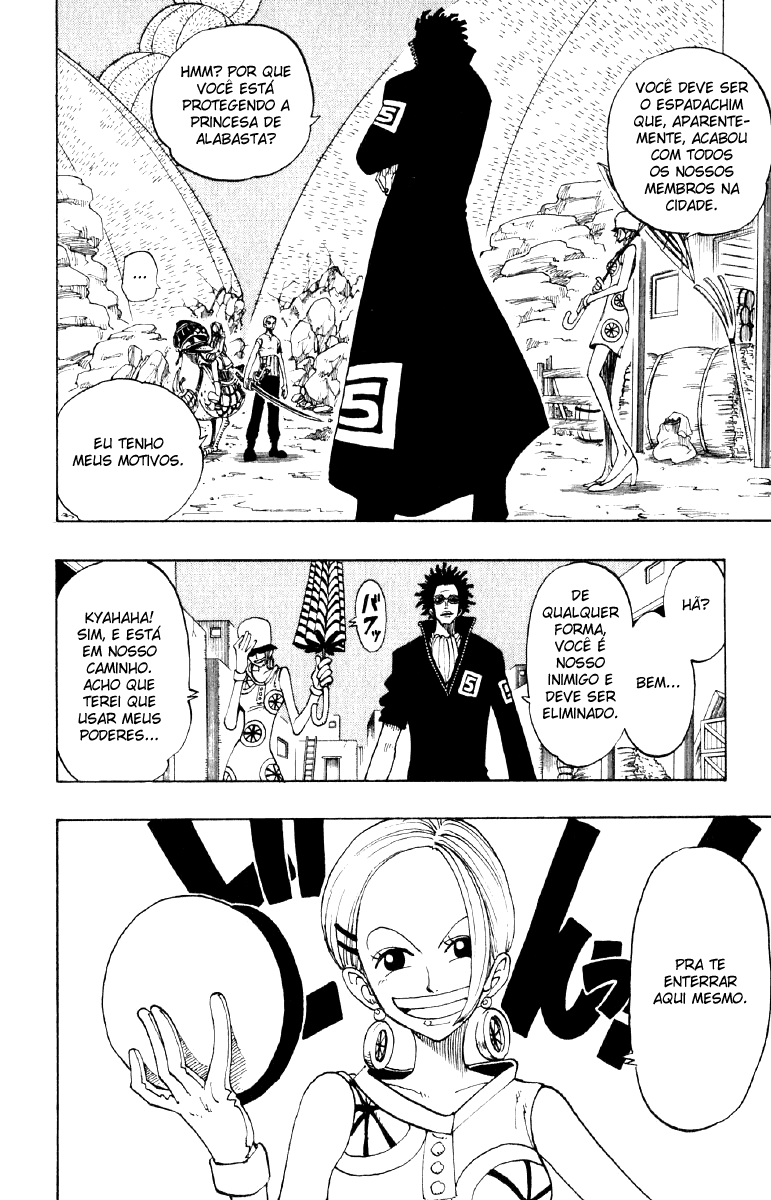 VOCÊ DEVE SER
O ESPADACHIM
QUE, APARENTE-
MENTE, ACABOU
COM TODOS
OS NOSSOS
MEMBROS NA
CIDADE.
HMM? POR QUE
VOCÊ ESTÁ
PROTEGENDO A
PRINCESA DE
ALABASTA?
...
EU TENHO
MEUS MOTIVOS.
5
5
HÃ?
BEM...
DE
QUALQUER
FORMA,
VOCÊ É
NOSSO
INIMIGO E
DEVE SER
ELIMINADO.
バフッ
5
KYAHAHA!
SIM, E ESTÁ
EM NOSSO
CAMINHO.
ACHO QUE
TEREI QUE
USAR MEUS
PODERES...
PRA TE
ENTERRAR
AQUI MESMO.